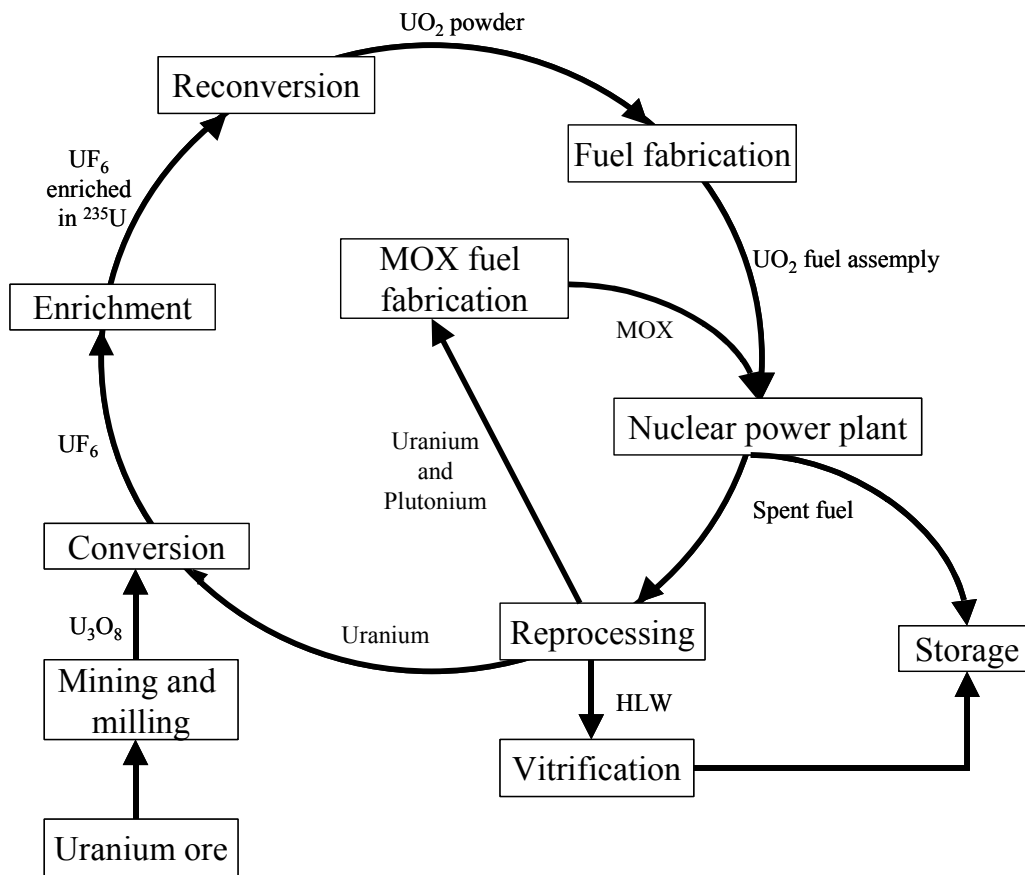 UO₂ powder
Reconversion
Fuel fabrication
UF₆
enriched
in ²³⁵U
MOX fuel
fabrication
UO₂ fuel assemply
Enrichment
MOX
Nuclear power plant
UF₆
Uranium
and
Plutonium
Spent fuel
Conversion
U₃O₈
Uranium
Reprocessing
Storage
Mining and
milling
HLW
Vitrification
Uranium ore